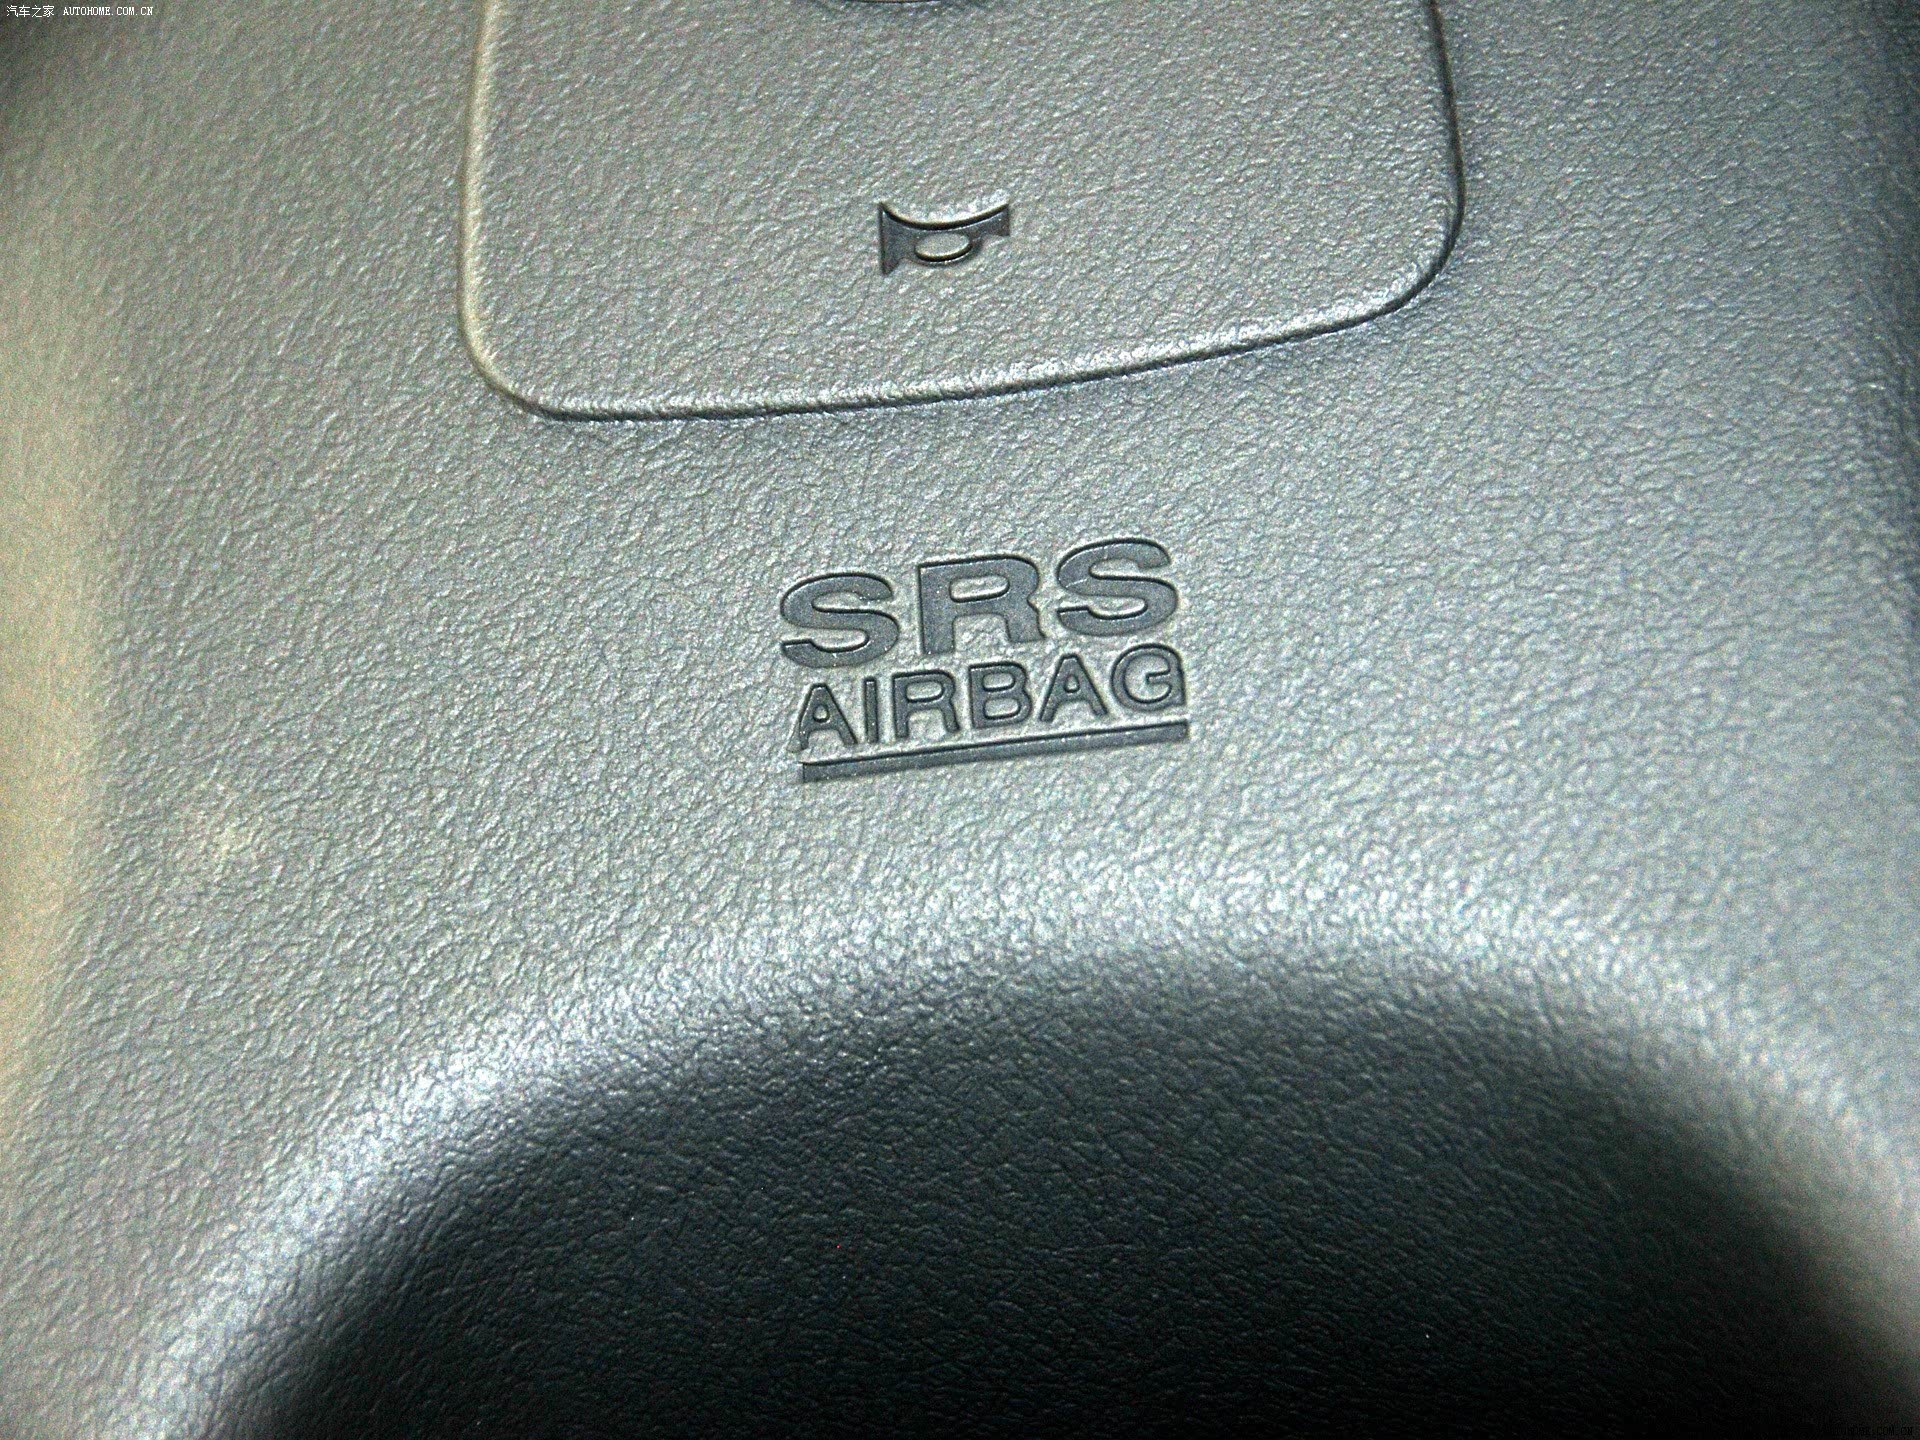 汽车之家 AUTOHOME.COM.CN
SRS
AIRBAG